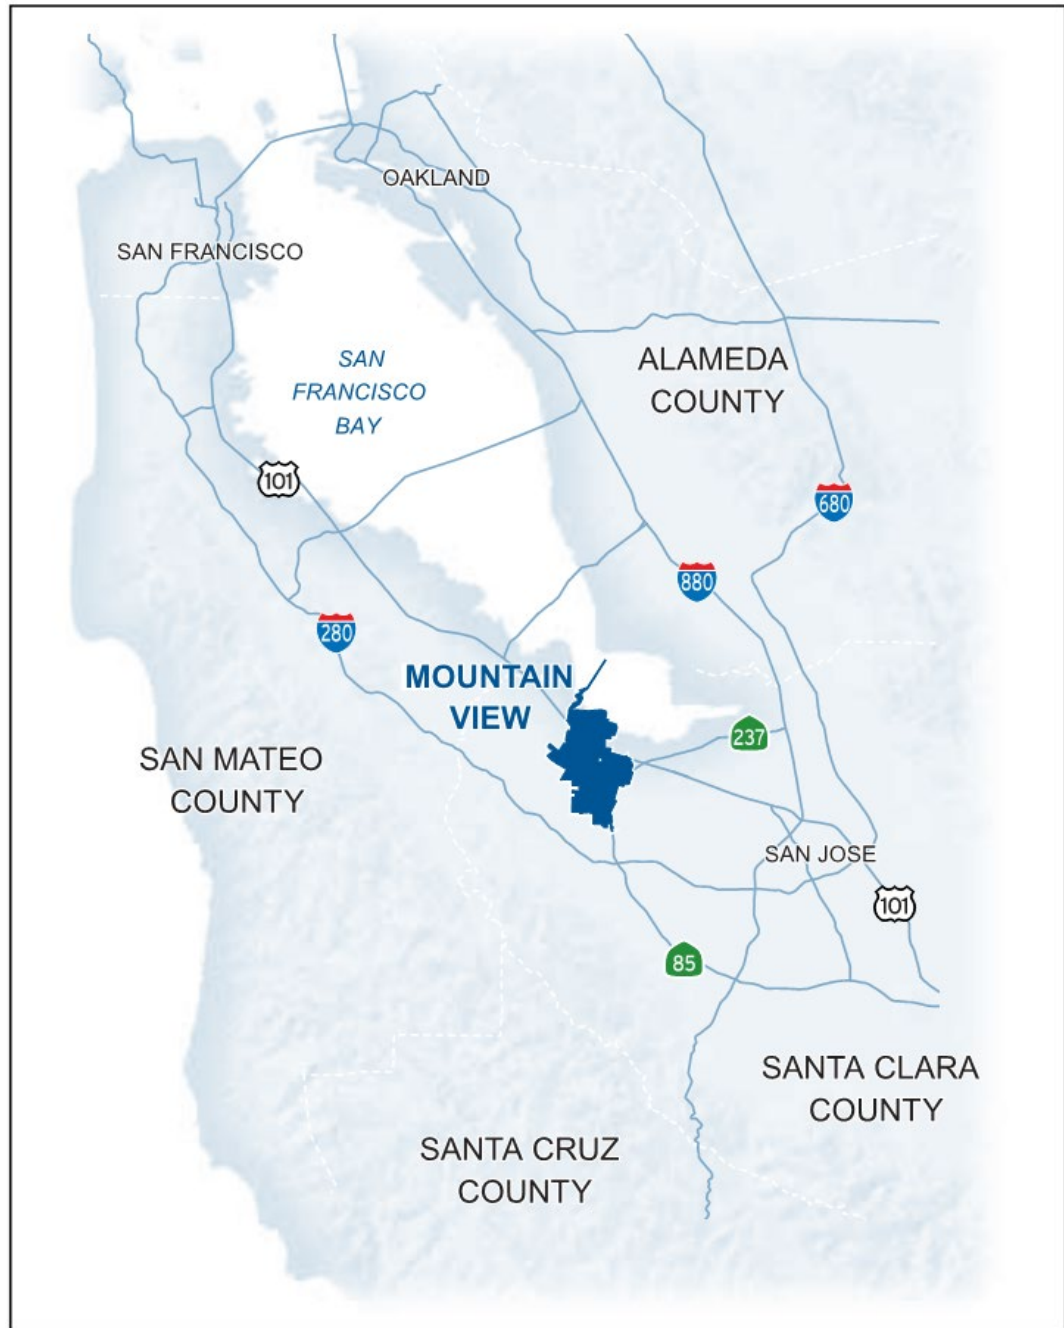 OAKLAND
SAN FRANCISCO
SAN
FRANCISCO
BAY
ALAMEDA
COUNTY
101
680
880
280
MOUNTAIN
VIEW
237
SAN MATEO
COUNTY
SAN JOSE
101
85
SANTA CLARA
COUNTY
SANTA CRUZ
COUNTY